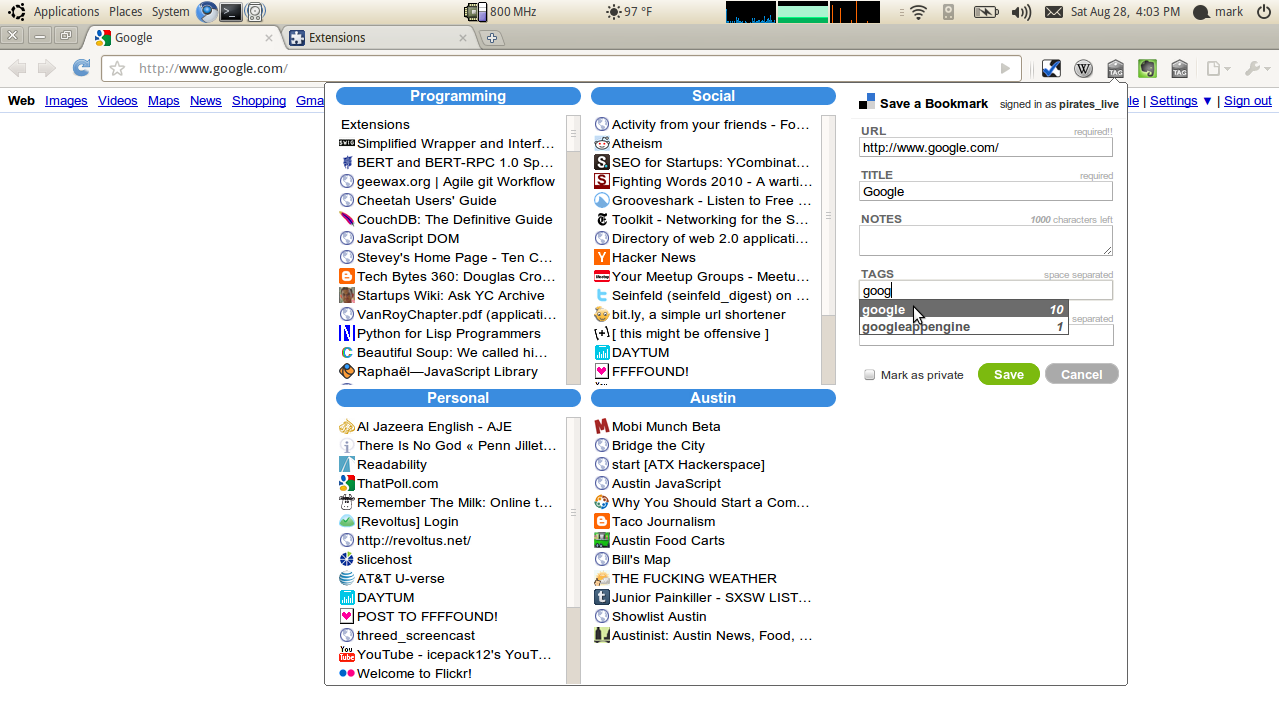 Applications Places System 800 MHz 97 °F Sat Aug 28, 4:03 PM mark
Google Extensions
http://www.google.com/
W TAG TAG
Web Images Videos Maps News Shopping Gma
Settings ▼ | Sign out
Programming
Extensions
Simplified Wrapper and Interf...
BERT and BERT-RPC 1.0 Sp...
geewax.org | Agile git Workflow
Cheetah Users' Guide
CouchDB: The Definitive Guide
JavaScript DOM
Stevey's Home Page - Ten C...
Tech Bytes 360: Douglas Cro...
Startups Wiki: Ask YC Archive
VanRoyChapter.pdf (applicati...
Python for Lisp Programmers
Beautiful Soup: We called hi...
Raphaël—JavaScript Library
Social
Activity from your friends - Fo...
Atheism
SEO for Startups: YCombinat...
Fighting Words 2010 - A warti...
Grooveshark - Listen to Free ...
Toolkit - Networking for the S...
Directory of web 2.0 applicati...
Hacker News
Your Meetup Groups - Meetu...
Seinfeld (seinfeld_digest) on ...
bit.ly, a simple url shortener
[ this might be offensive ]
DAYTUM
FFFFOUND!
Personal
Al Jazeera English - AJE
There Is No God « Penn Jillet...
Readability
ThatPoll.com
Remember The Milk: Online t...
[Revoltus] Login
http://revoltus.net/
slicehost
AT&T U-verse
DAYTUM
POST TO FFFFOUND!
threed_screencast
YouTube - icepack12's YouT...
Welcome to Flickr!
Austin
Mobi Munch Beta
Bridge the City
start [ATX Hackerspace]
Austin JavaScript
Why You Should Start a Com...
Taco Journalism
Austin Food Carts
Bill's Map
THE FUCKING WEATHER
Junior Painkiller - SXSW LIST...
Showlist Austin
Austinist: Austin News, Food, ...
Save a Bookmark signed in as pirates_live
URL required!!
http://www.google.com/
TITLE required
Google
NOTES 1000 characters left
TAGS space separated
goog
google 10
googleappengine 1
separated
Mark as private Save Cancel